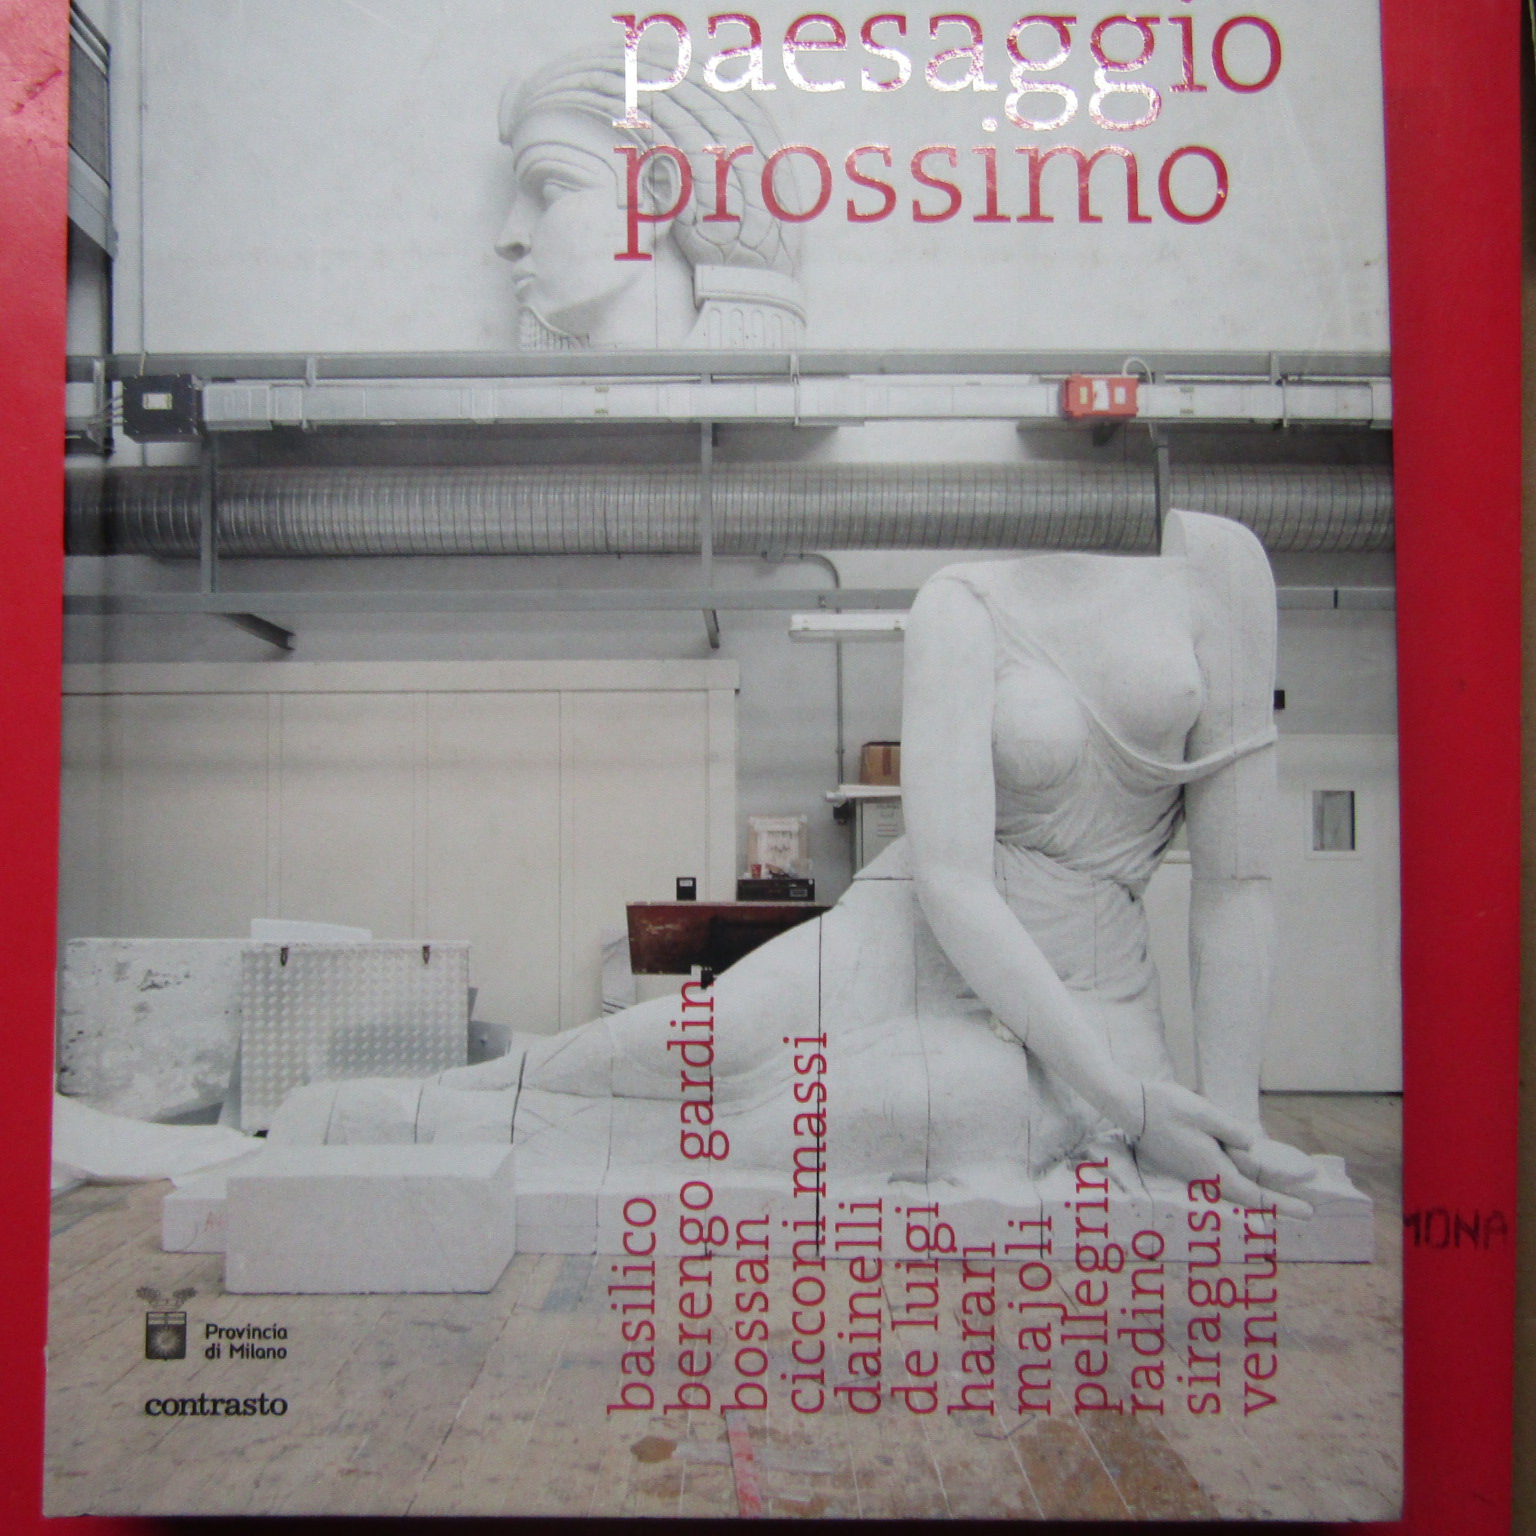 paesaggio
prossimo
basilico
berengo gardin
bossan
cicconi massi
dainelli
de luigi
harari
majoli
pellegrin
radino
siragusa
venturi
Provincia
di Milano
contrasto